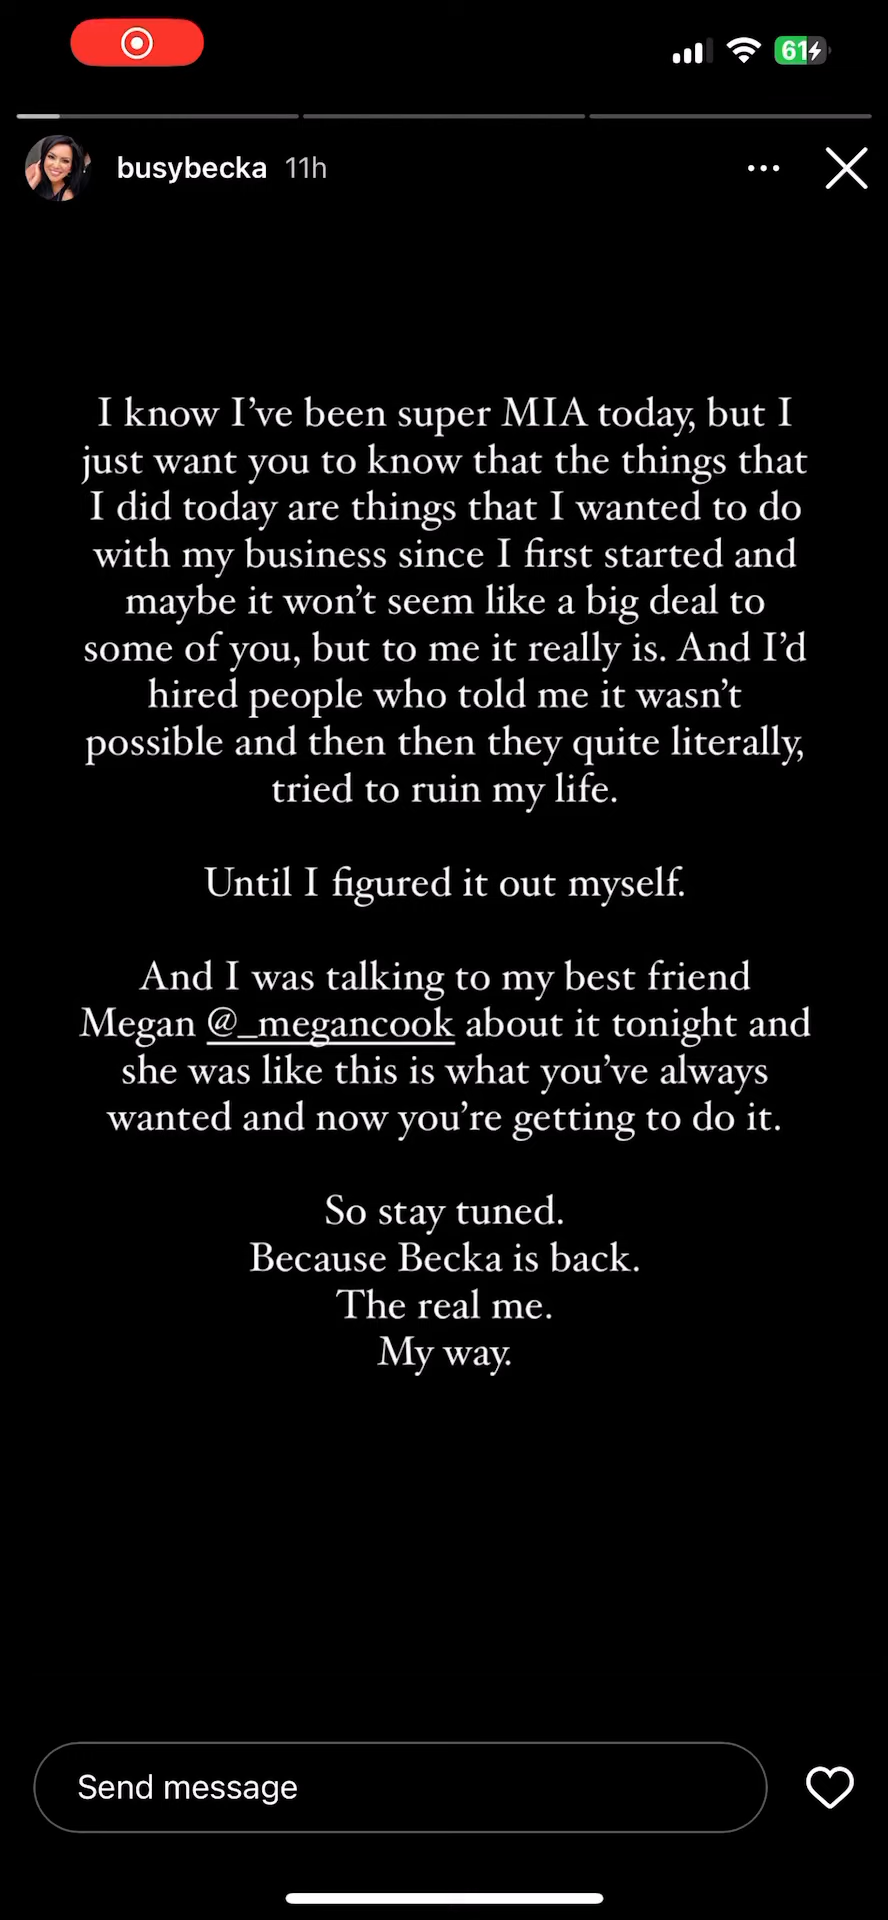 61
busybecka 11h
I know I've been super MIA today, but I
just want you to know that the things that
I did today are things that I wanted to do
with my business since I first started and
maybe it won't seem like a big deal to
some of you, but to me it really is. And I'd
hired people who told me it wasn't
possible and then then they quite literally,
tried to ruin my life.
Until I figured it out myself.
And I was talking to my best friend
Megan @_megancook about it tonight and
she was like this is what you've always
wanted and now you're getting to do it.
So stay tuned.
Because Becka is back.
The real me.
My way.
Send message